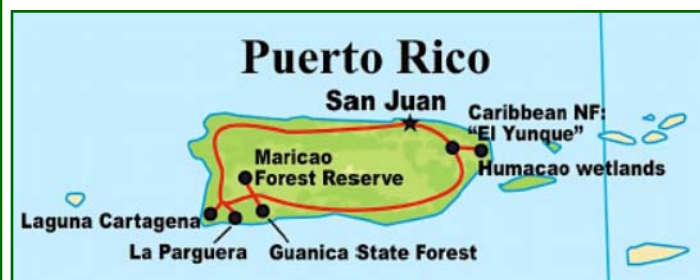 Puerto Rico
San Juan
Caribbean NF:
"El Yunque"
Humacao wetlands
Maricao
Forest Reserve
Laguna Cartagena
La Parguera
Guanica State Forest